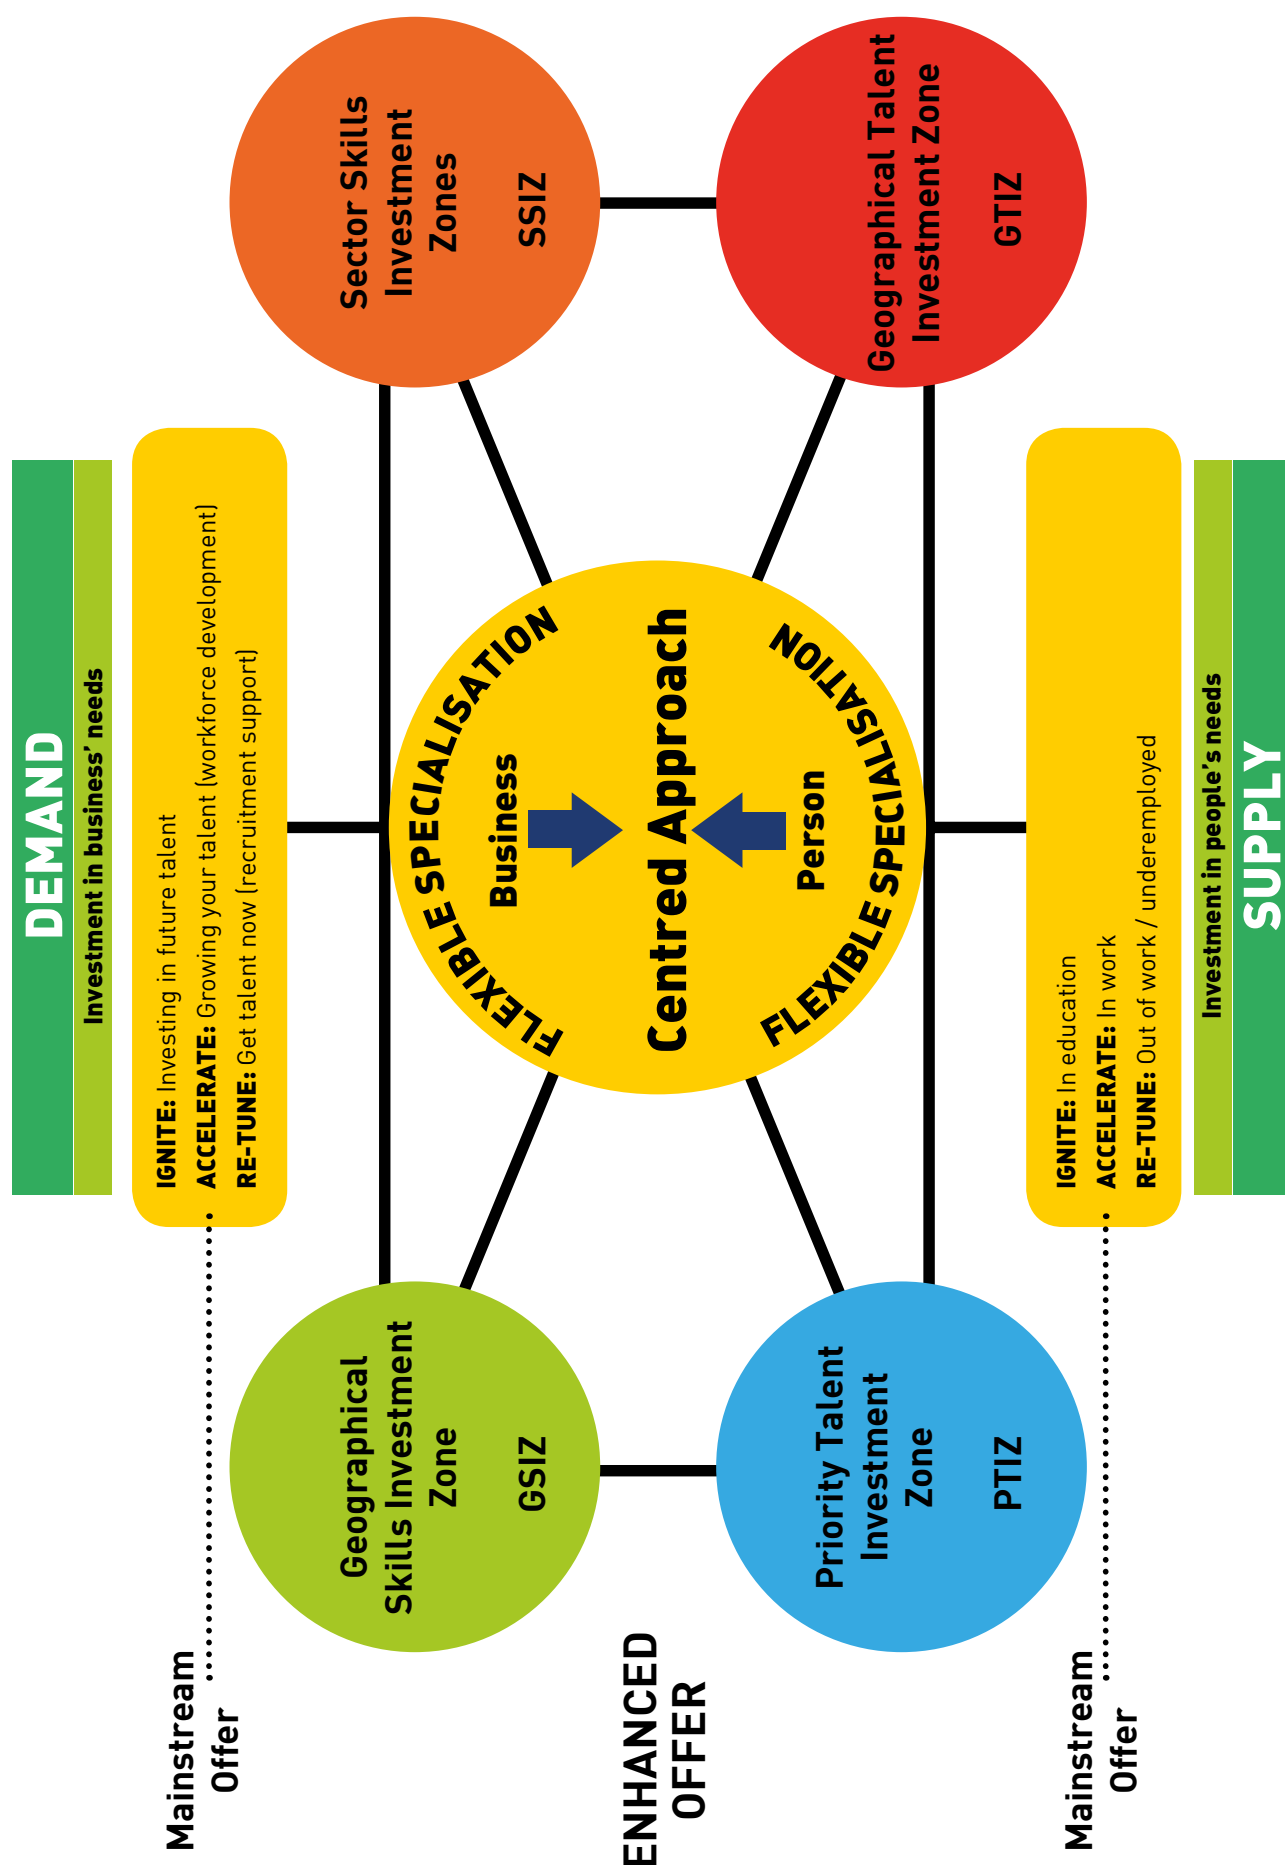 DEMAND
Investment in business’ needs
Mainstream
Offer
IGNITE: Investing in future talent
ACCELERATE: Growing your talent (workforce development)
RE-TUNE: Get talent now (recruitment support)
Geographical
Skills Investment
Zone
GSIZ
Sector Skills
Investment
Zones
SSIZ
ENHANCED
OFFER
FLEXIBLE SPECIALISATION
Business
Centred Approach
Person
FLEXIBLE SPECIALISATION
Priority Talent
Investment
Zone
PTIZ
Geographical Talent
Investment Zone
GTIZ
Mainstream
Offer
IGNITE: In education
ACCELERATE: In work
RE-TUNE: Out of work / underemployed
Investment in people’s needs
SUPPLY